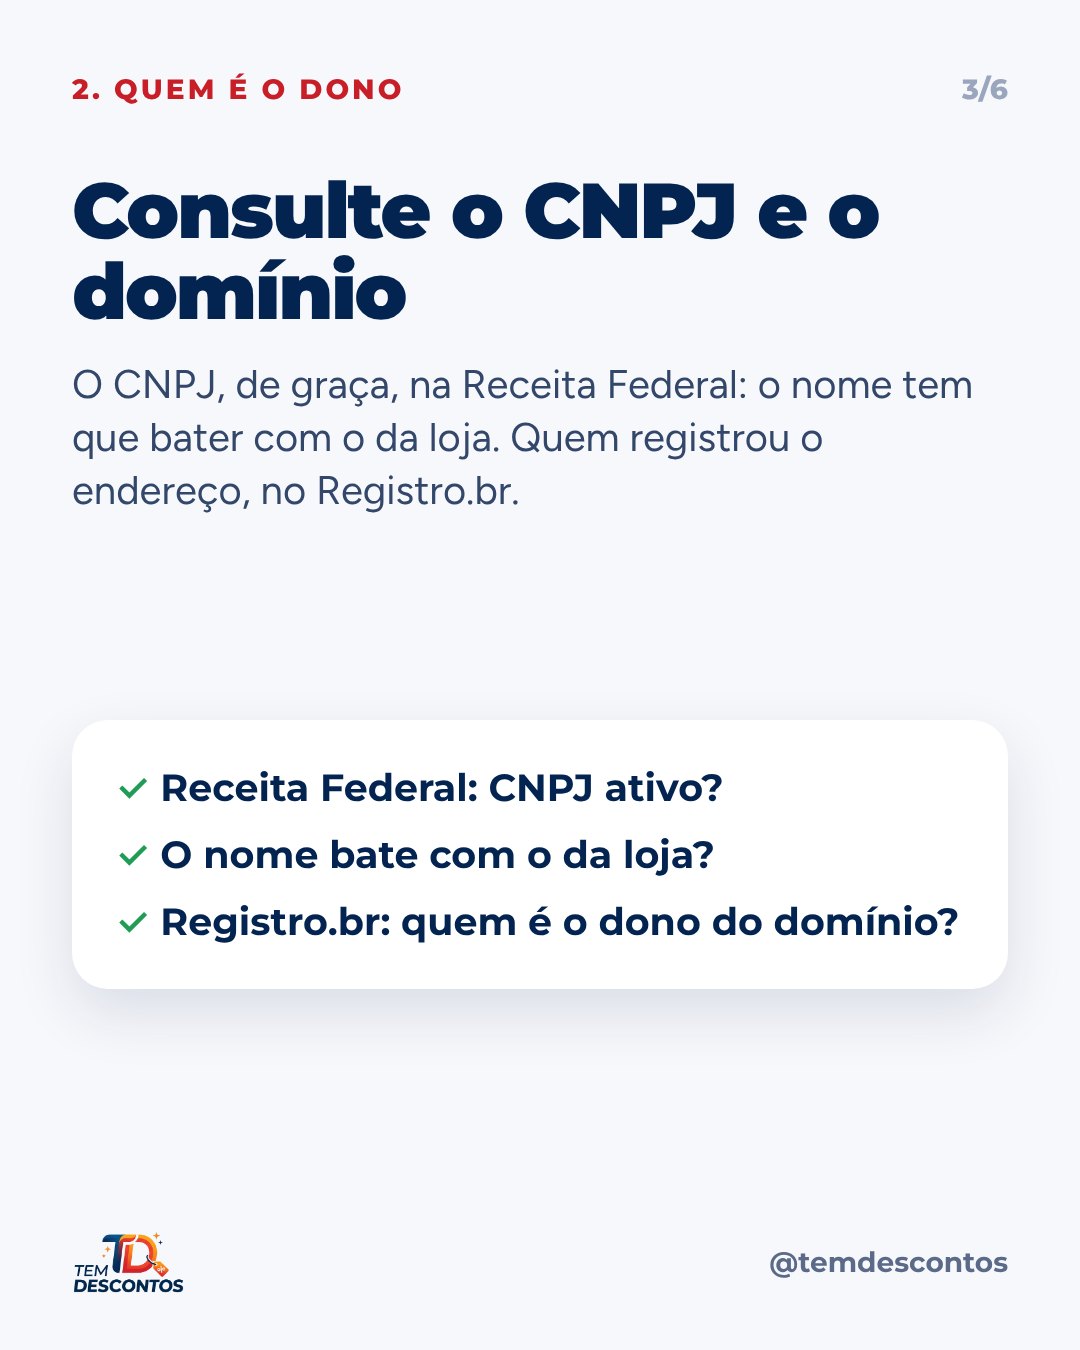 2. QUEM É O DONO
3/6
Consulte o CNPJ e o
domínio
O CNPJ, de graça, na Receita Federal: o nome tem
que bater com o da loja. Quem registrou o
endereço, no Registro.br.
Receita Federal: CNPJ ativo?
O nome bate com o da loja?
Registro.br: quem é o dono do domínio?
TD
TEM
DESCONTOS
@temdescontos